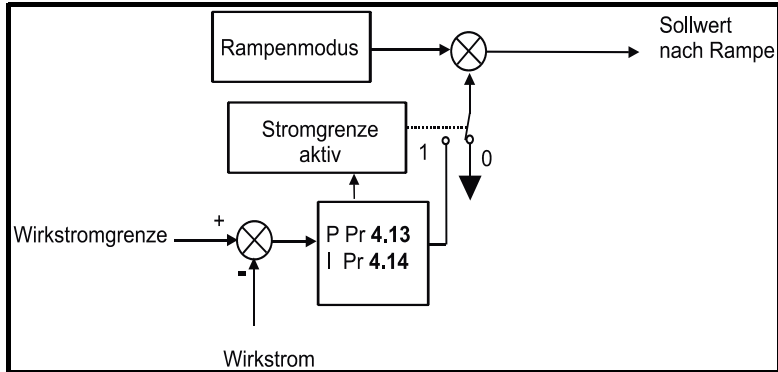 Sollwert
nach Rampe
Rampenmodus
Stromgrenze
aktiv
1
0
Wirkstromgrenze
+
-
P Pr 4.13
I Pr 4.14
Wirkstrom